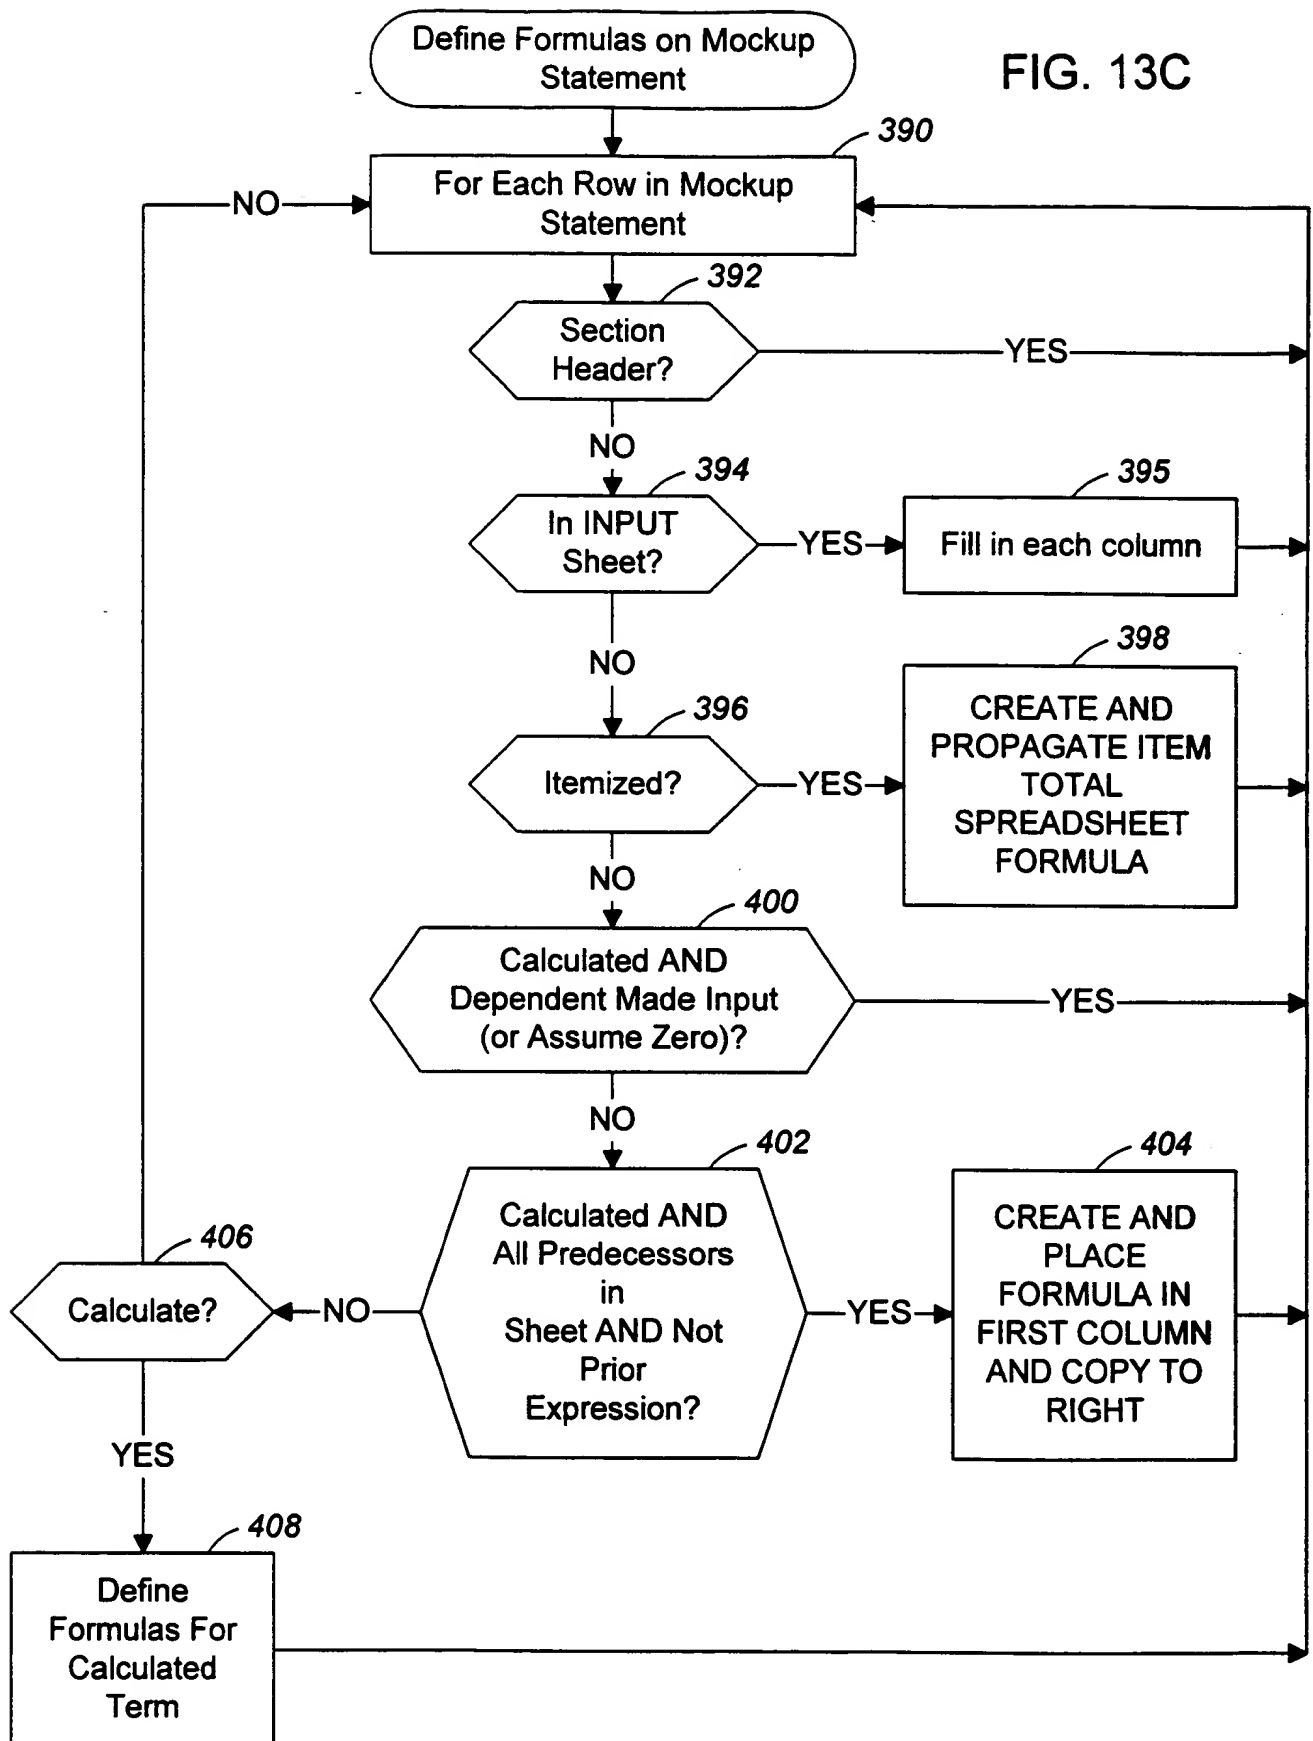 Define Formulas on Mockup
Statement
FIG. 13C
390
For Each Row in Mockup
Statement
NO
392
Section
Header?
YES
NO
394
In INPUT
Sheet?
YES
395
Fill in each column
NO
396
Itemized?
YES
398
CREATE AND
PROPAGATE ITEM
TOTAL
SPREADSHEET
FORMULA
NO
400
Calculated AND
Dependent Made Input
(or Assume Zero)?
YES
NO
402
Calculated AND
All Predecessors
in
Sheet AND Not
Prior
Expression?
YES
404
CREATE AND
PLACE
FORMULA IN
FIRST COLUMN
AND COPY TO
RIGHT
NO
406
Calculate?
YES
408
Define
Formulas For
Calculated
Term